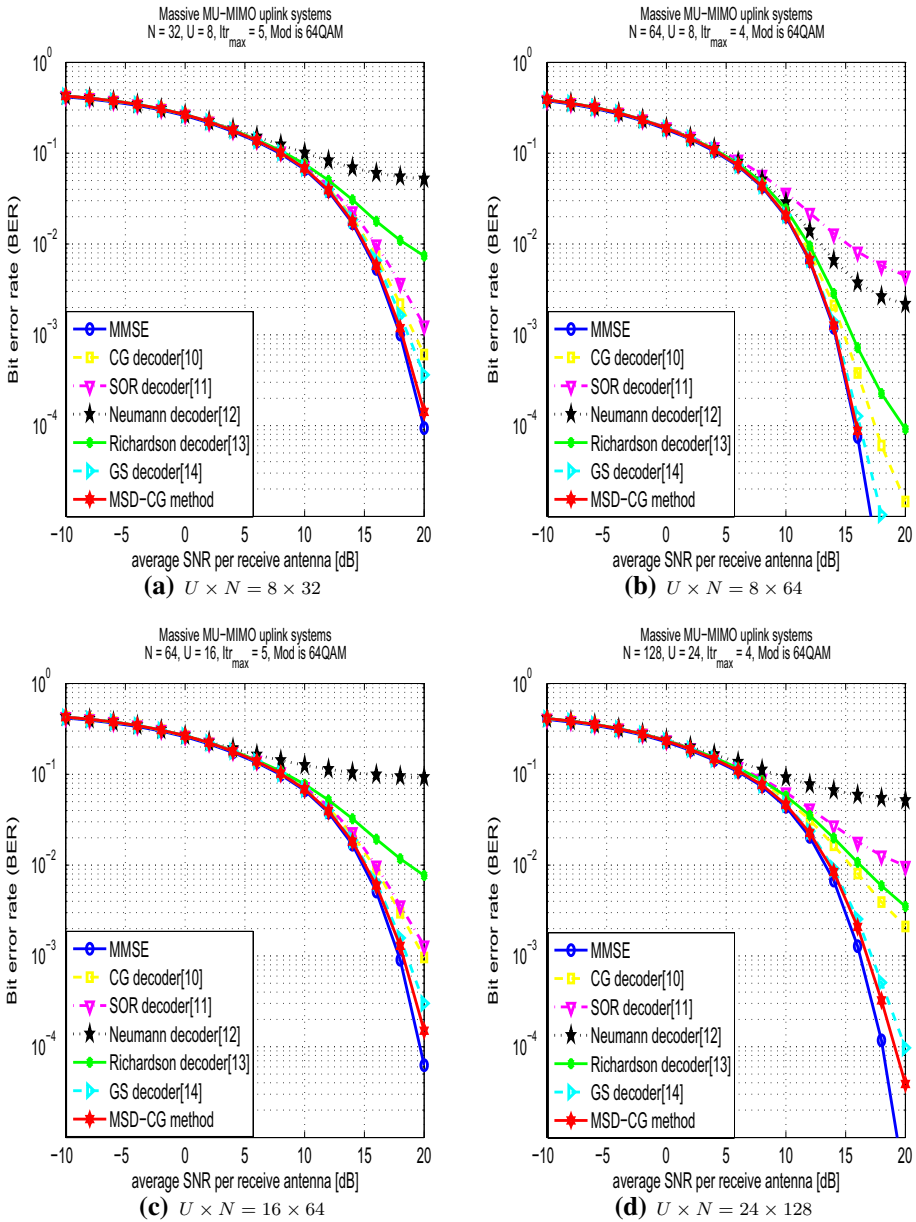 Massive MU-MIMO uplink systems
N = 32, U = 8, Itr_max = 5, Mod is 64QAM
10^0
10^-1
10^-2
10^-3
10^-4
Bit error rate (BER)
MMSE
CG decoder[10]
SOR decoder[11]
Neumann decoder[12]
Richardson decoder[13]
GS decoder[14]
MSD-CG method
−10 −5 0 5 10 15 20
average SNR per receive antenna [dB]
(a) U × N = 8 × 32
Massive MU-MIMO uplink systems
N = 64, U = 8, Itr_max = 4, Mod is 64QAM
10^0
10^-1
10^-2
10^-3
10^-4
Bit error rate (BER)
MMSE
CG decoder[10]
SOR decoder[11]
Neumann decoder[12]
Richardson decoder[13]
GS decoder[14]
MSD-CG method
−10 −5 0 5 10 15 20
average SNR per receive antenna [dB]
(b) U × N = 8 × 64
Massive MU-MIMO uplink systems
N = 64, U = 16, Itr_max = 5, Mod is 64QAM
10^0
10^-1
10^-2
10^-3
10^-4
Bit error rate (BER)
MMSE
CG decoder[10]
SOR decoder[11]
Neumann decoder[12]
Richardson decoder[13]
GS decoder[14]
MSD-CG method
−10 −5 0 5 10 15 20
average SNR per receive antenna [dB]
(c) U × N = 16 × 64
Massive MU-MIMO uplink systems
N = 128, U = 24, Itr_max = 4, Mod is 64QAM
10^0
10^-1
10^-2
10^-3
10^-4
Bit error rate (BER)
MMSE
CG decoder[10]
SOR decoder[11]
Neumann decoder[12]
Richardson decoder[13]
GS decoder[14]
MSD-CG method
−10 −5 0 5 10 15 20
average SNR per receive antenna [dB]
(d) U × N = 24 × 128